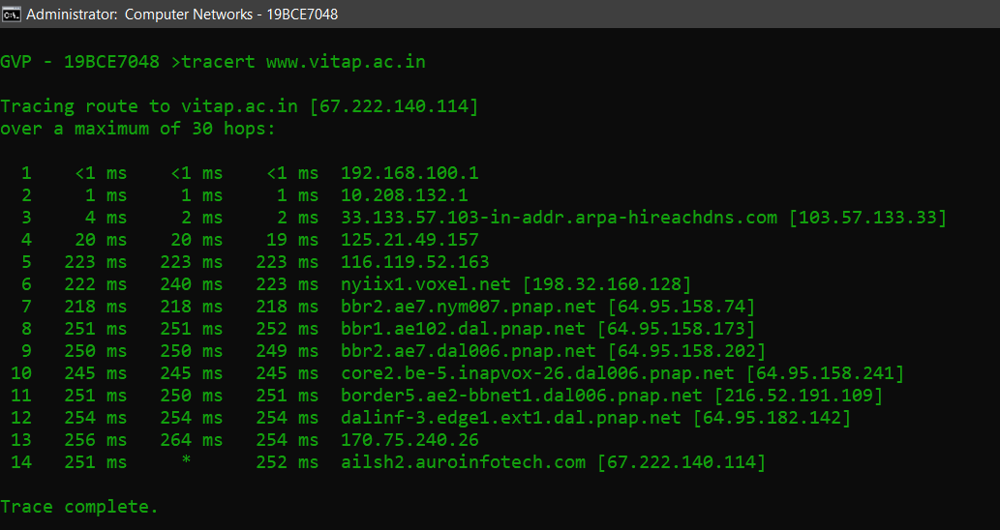 Administrator: Computer Networks - 19BCE7048
GVP - 19BCE7048 >tracert www.vitap.ac.in
Tracing route to vitap.ac.in [67.222.140.114]
over a maximum of 30 hops:
1 <1 ms <1 ms <1 ms 192.168.100.1
2 1 ms 1 ms 1 ms 10.208.132.1
3 4 ms 2 ms 2 ms 33.133.57.103-in-addr.arpa-hireachdns.com [103.57.133.33]
4 20 ms 20 ms 19 ms 125.21.49.157
5 223 ms 223 ms 223 ms 116.119.52.163
6 222 ms 240 ms 223 ms nyiix1.voxel.net [198.32.160.128]
7 218 ms 218 ms 218 ms bbr2.ae7.nym007.pnap.net [64.95.158.74]
8 251 ms 251 ms 252 ms bbr1.ae102.dal.pnap.net [64.95.158.173]
9 250 ms 250 ms 249 ms bbr2.ae7.dal006.pnap.net [64.95.158.202]
10 245 ms 245 ms 245 ms core2.be-5.inapvox-26.dal006.pnap.net [64.95.158.241]
11 251 ms 250 ms 251 ms border5.ae2-bbnet1.dal006.pnap.net [216.52.191.109]
12 254 ms 254 ms 254 ms dalinf-3.edge1.ext1.dal.pnap.net [64.95.182.142]
13 256 ms 264 ms 254 ms 170.75.240.26
14 251 ms * 252 ms ailsh2.auroinfotech.com [67.222.140.114]
Trace complete.